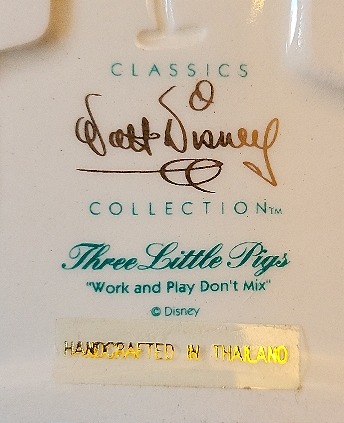 CLASSICS
Walt Disney
COLLECTION™
Three Little Pigs
"Work and Play Don't Mix"
© Disney
HANDCRAFTED IN THAILAND